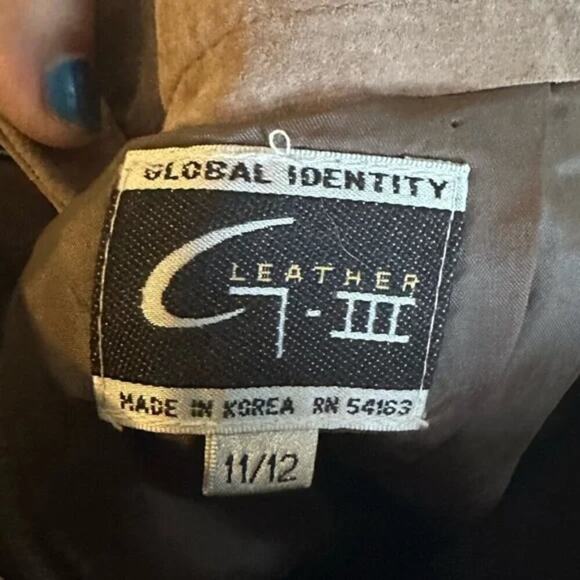 GLOBAL IDENTITY
LEATHER
G-III
MADE IN KOREA RN 54163
11/12